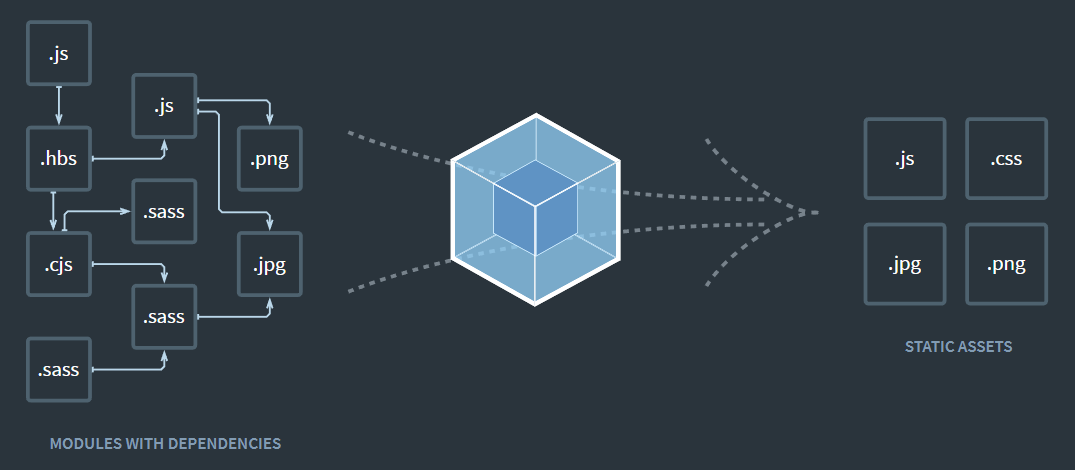 .js
.js
.hbs
.png
.sass
.cjs
.jpg
.sass
.sass
MODULES WITH DEPENDENCIES
.js
.css
.jpg
.png
STATIC ASSETS